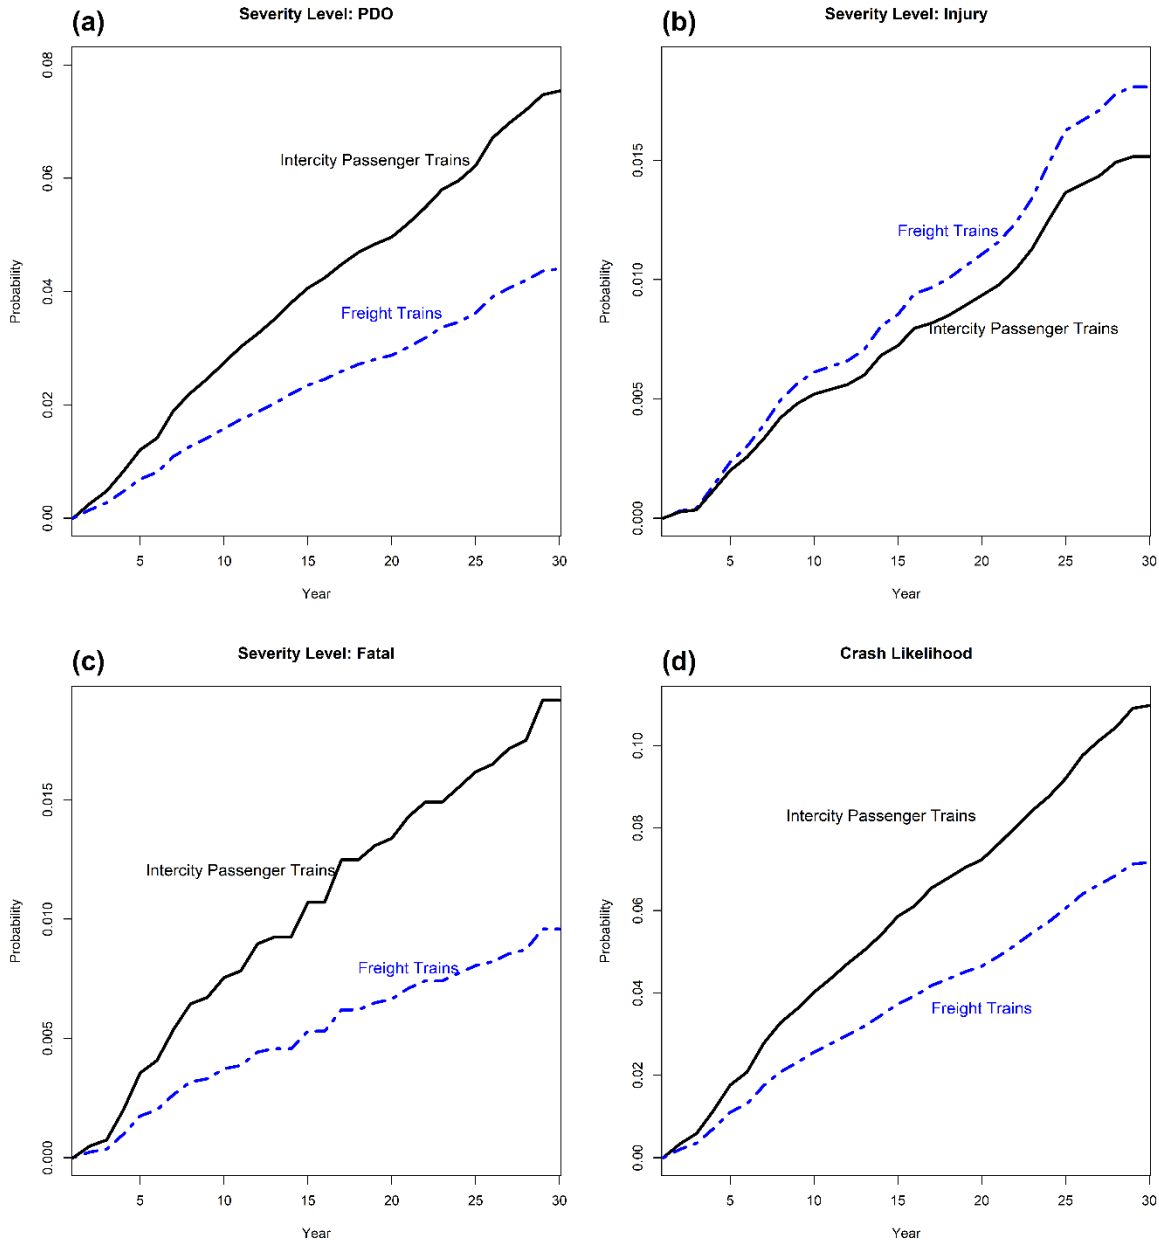 (a)
Severity Level: PDO
0.08
0.06
0.04
0.02
0.00
Probability
Intercity Passenger Trains
Freight Trains
5 10 15 20 25 30
Year
(b)
Severity Level: Injury
0.015
0.010
0.005
0.000
Probability
Freight Trains
Intercity Passenger Trains
5 10 15 20 25 30
Year
(c)
Severity Level: Fatal
0.015
0.010
0.005
0.000
Probability
Intercity Passenger Trains
Freight Trains
5 10 15 20 25 30
Year
(d)
Crash Likelihood
0.10
0.08
0.06
0.04
0.02
0.00
Probability
Intercity Passenger Trains
Freight Trains
5 10 15 20 25 30
Year